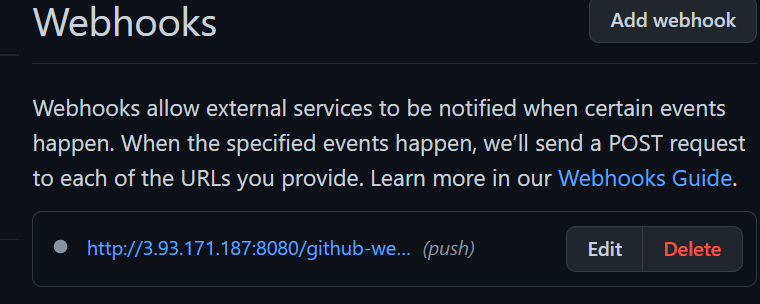 Webhooks
Add webhook
Webhooks allow external services to be notified when certain events
happen. When the specified events happen, we’ll send a POST request
to each of the URLs you provide. Learn more in our Webhooks Guide.
http://3.93.171.187:8080/github-we... (push)
Edit
Delete